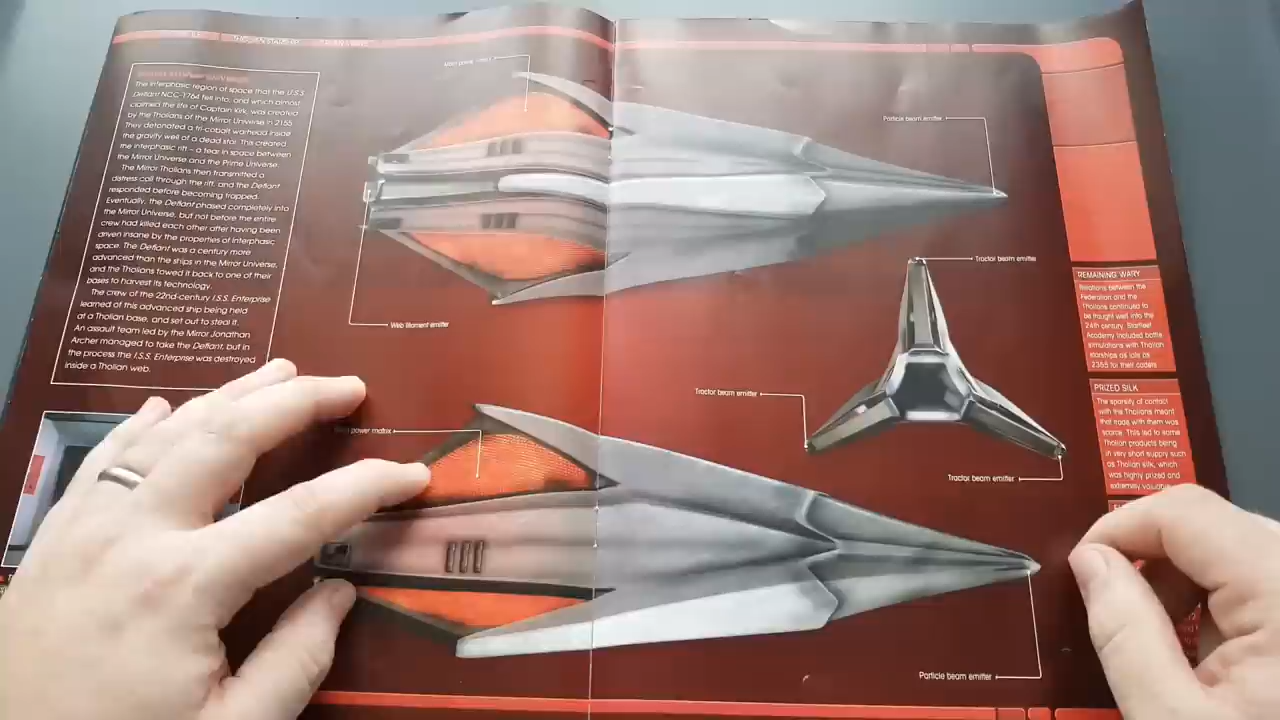 The interphasic region of space that the U.S.S.
Defiant NCC-1764 fell into, and which almost
claimed the life of Captain Kirk, was created
by the Tholians of the Mirror Universe in 2155.
They detonated a tri-cobalt warhead inside
the gravity well of a dead star. This created
the interphasic rift – a tear in space between
the Mirror Universe and the Prime Universe.
The Mirror Tholians then transmitted a
distress call through the rift, and the Defiant
responded before becoming trapped.
Eventually, the Defiant phased completely into
the Mirror Universe, but not before the entire
crew had killed each other after having been
driven insane by the properties of interphasic
space. The Defiant was a century more
advanced than the ships in the Mirror Universe,
and the Tholians towed it back to one of their
bases to harvest its technology.
The crew of the 22nd-century I.S.S. Enterprise
learned of this advanced ship being held
at a Tholian base, and set out to steal it.
An assault team led by the Mirror Jonathan
Archer managed to take the Defiant, but in
the process the I.S.S. Enterprise was destroyed
inside a Tholian web.
Particle beam emitter
Web filament emitter
Tractor beam emitter
Tractor beam emitter
Tractor beam emitter
power matrix
Particle beam emitter
REMAINING WARY
Relations between the
Federation and the
Tholians continued to
be fraught well into the
24th century. Starfleet
Academy included battle
simulations with Tholian
starships as late as
2355 for their cadets
PRIZED SILK
The sparsity of contact
with the Tholians meant
that trade with them was
scarce. This led to some
Tholian products being
in very short supply such
as Tholian silk, which
was highly prized and
extremely valuable.